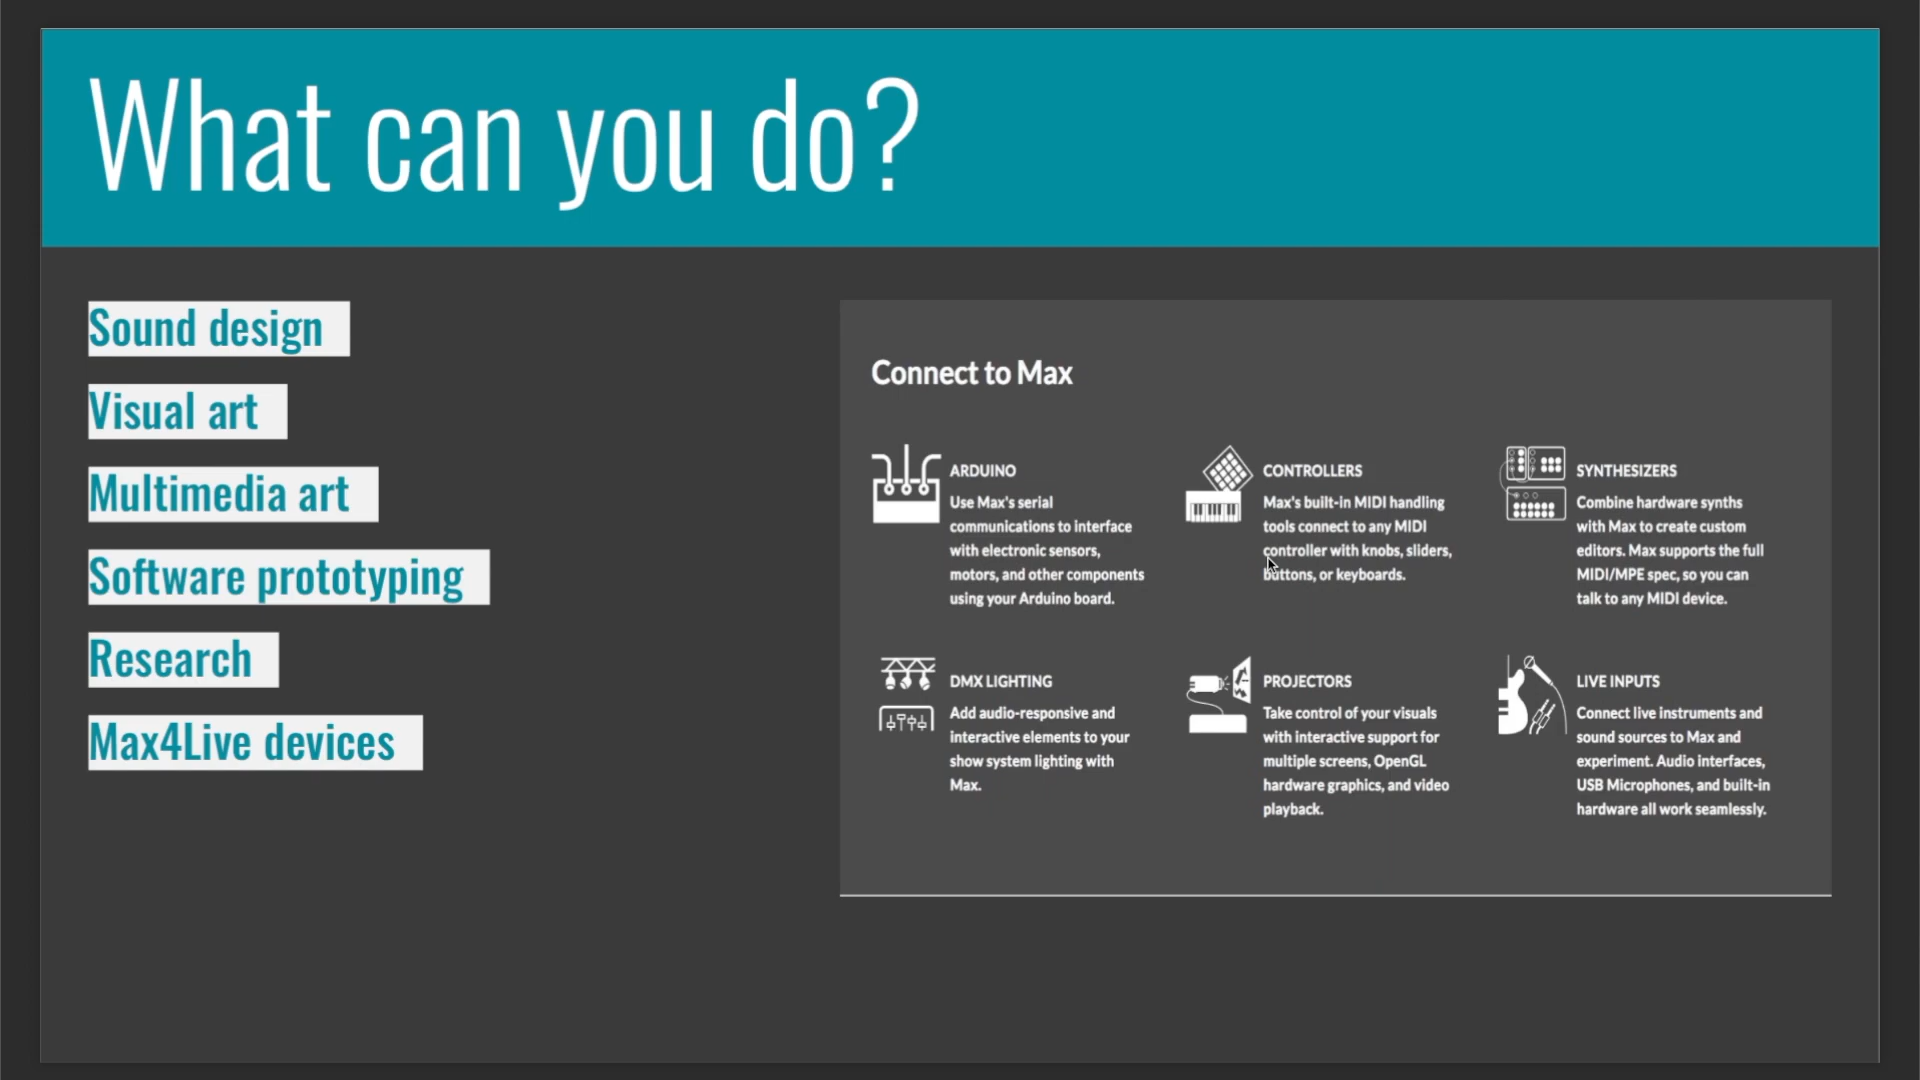 What can you do?
Sound design
Visual art
Multimedia art
Software prototyping
Research
Max4Live devices
Connect to Max
ARDUINO
Use Max's serial
communications to interface
with electronic sensors,
motors, and other components
using your Arduino board.
CONTROLLERS
Max's built-in MIDI handling
tools connect to any MIDI
controller with knobs, sliders,
buttons, or keyboards.
SYNTHESIZERS
Combine hardware synths
with Max to create custom
editors. Max supports the full
MIDI/MPE spec, so you can
talk to any MIDI device.
DMX LIGHTING
Add audio-responsive and
interactive elements to your
show system lighting with
Max.
PROJECTORS
Take control of your visuals
with interactive support for
multiple screens, OpenGL
hardware graphics, and video
playback.
LIVE INPUTS
Connect live instruments and
sound sources to Max and
experiment. Audio interfaces,
USB Microphones, and built-in
hardware all work seamlessly.